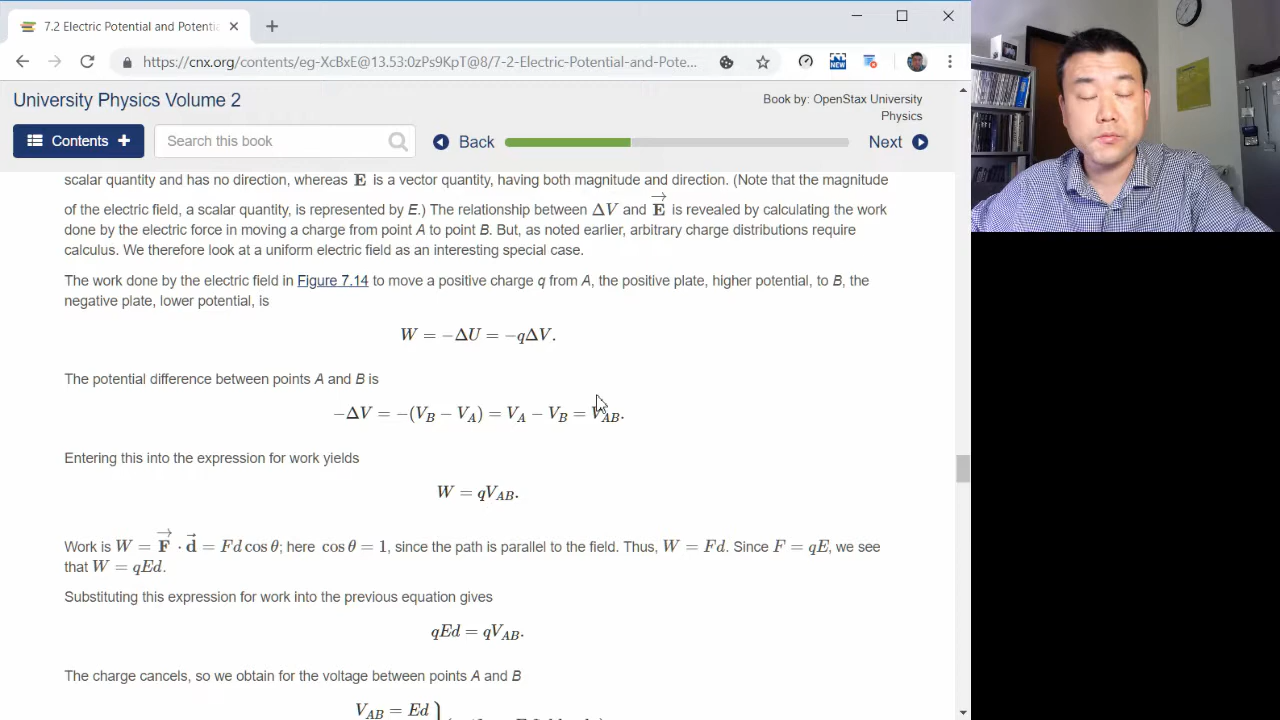 7.2 Electric Potential and Potentia
https://cnx.org/contents/eg-XcBxE@13.53:0zPs9KpT@8/7-2-Electric-Potential-and-Pote...
NEW
University Physics Volume 2
Book by: OpenStax University
Physics
Contents +
Search this book
Back
Next
scalar quantity and has no direction, whereas E is a vector quantity, having both magnitude and direction. (Note that the magnitude
of the electric field, a scalar quantity, is represented by E.) The relationship between ΔV and E⃗ is revealed by calculating the work
done by the electric force in moving a charge from point A to point B. But, as noted earlier, arbitrary charge distributions require
calculus. We therefore look at a uniform electric field as an interesting special case.
The work done by the electric field in Figure 7.14 to move a positive charge q from A, the positive plate, higher potential, to B, the
negative plate, lower potential, is
W = −ΔU = −qΔV.
The potential difference between points A and B is
−ΔV = −(V_B − V_A) = V_A − V_B = V_AB.
Entering this into the expression for work yields
W = qV_AB.
Work is W = F⃗ · d⃗ = Fd cos θ; here cos θ = 1, since the path is parallel to the field. Thus, W = Fd. Since F = qE, we see
that W = qEd.
Substituting this expression for work into the previous equation gives
qEd = qV_AB.
The charge cancels, so we obtain for the voltage between points A and B
V_AB = Ed